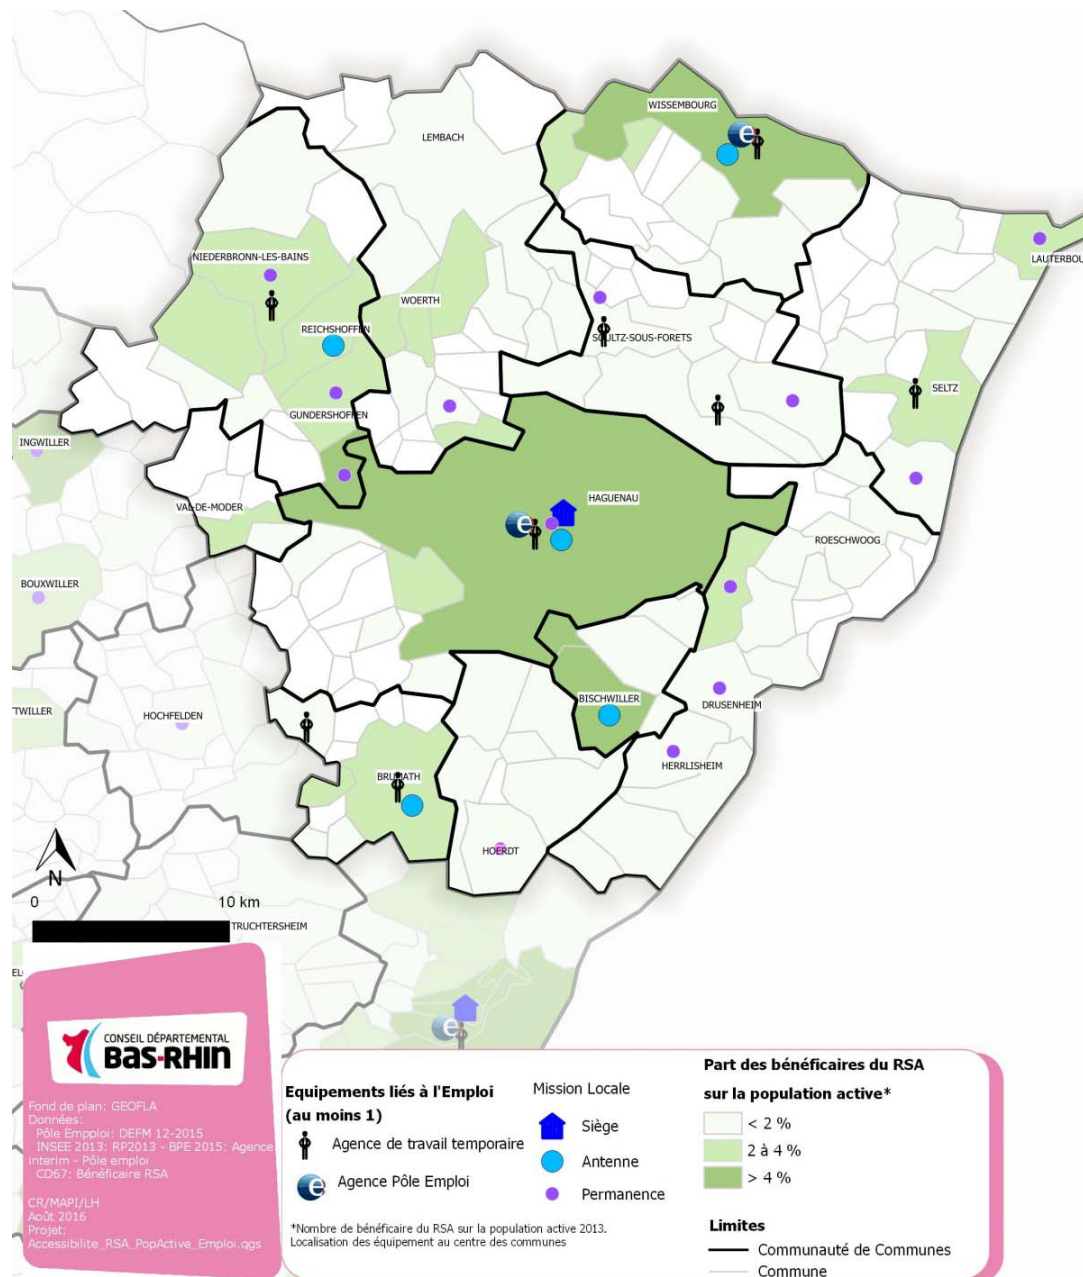 WISSEMBOURG
LEMBACH
NIEDERBRONN-LES-BAINS
LAUTERBOU
WOERTH
REICHSHOFFEN
SOULTZ-SOUS-FORETS
SELTZ
GUNDERSHOFFEN
INGWILLER
HAGUENAU
VAL-DE-MODER
ROESCHWOOG
BOUXWILLER
BISCHWILLER
DRUSENHEIM
TWILLER
HOCHFELDEN
HERRLISHEIM
BRUMATH
HOERDT
N
0 10 km
TRUCHTERSHEIM
CONSEIL DÉPARTEMENTAL
BAS-RHIN
Fond de plan: GEOFLA
Données:
Pôle Empploi: DEFM 12-2015
INSEE 2013: RP2013 - BPE 2015: Agence
interim - Pôle emploi
CD67: Bénéficaire RSA
CR/MAPI/LH
Août 2016
Projet:
Accessibilite_RSA_PopActive_Emploi.qgs
Equipements liés à l'Emploi
(au moins 1)
Agence de travail temporaire
Agence Pôle Emploi
Mission Locale
Siège
Antenne
Permanence
*Nombre de bénéficiaire du RSA sur la population active 2013.
Localisation des équipement au centre des communes
Part des bénéficaires du RSA
sur la population active*
< 2 %
2 à 4 %
> 4 %
Limites
Communauté de Communes
Commune